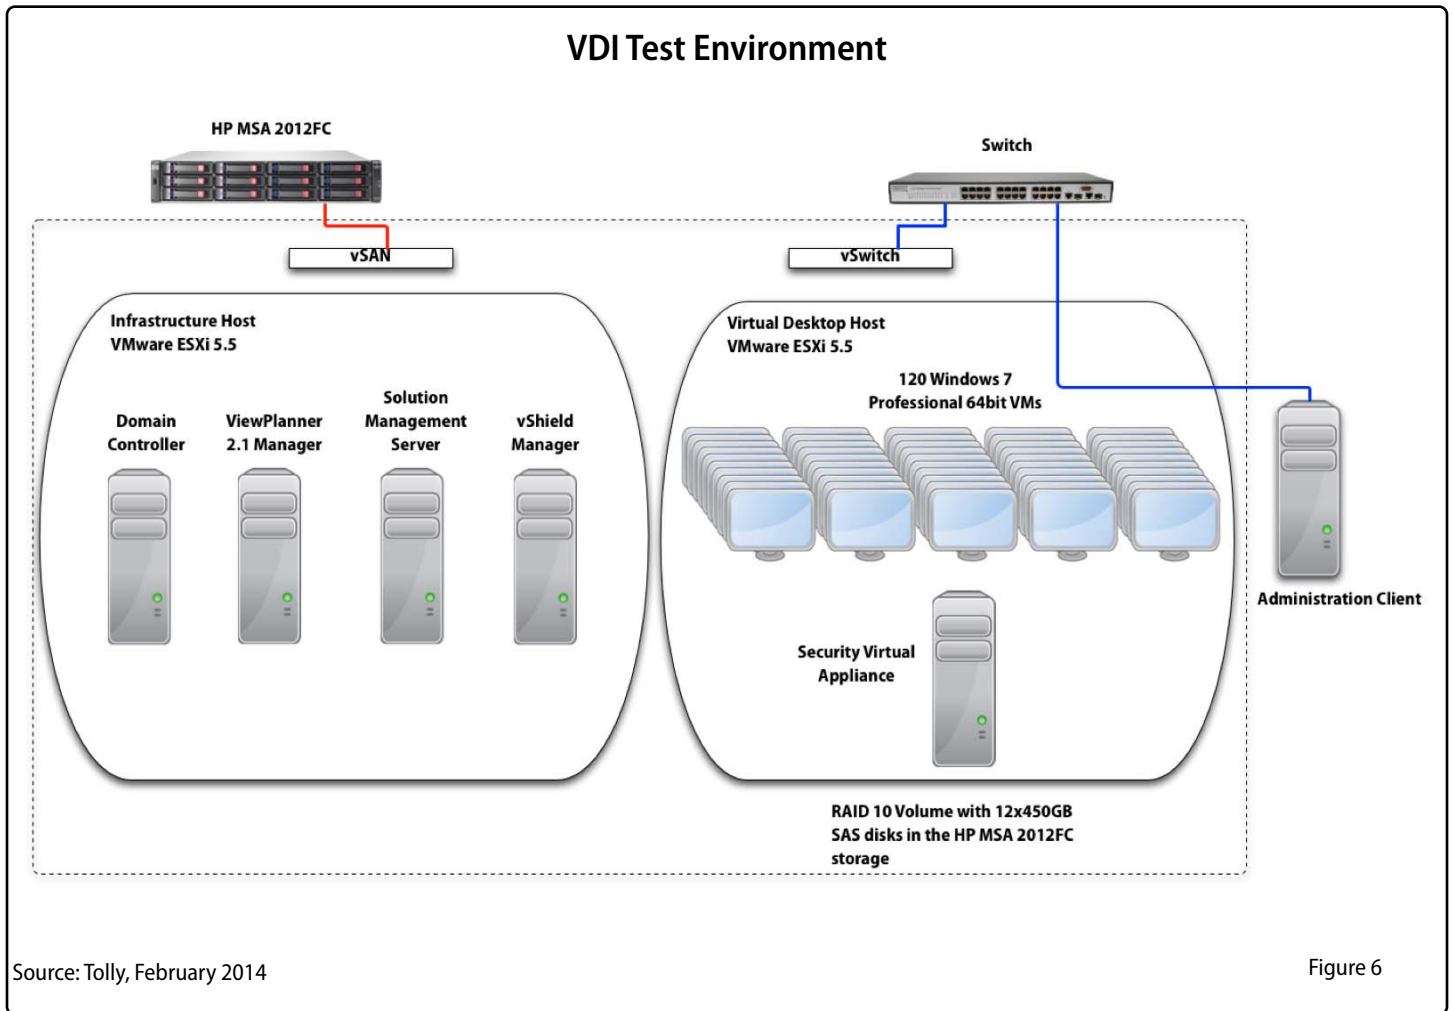 VDI Test Environment
HP MSA 2012FC
Switch
vSAN
vSwitch
Infrastructure Host
VMware ESXi 5.5
Domain
Controller
ViewPlanner
2.1 Manager
Solution
Management
Server
vShield
Manager
Virtual Desktop Host
VMware ESXi 5.5
120 Windows 7
Professional 64bit VMs
Security Virtual
Appliance
Administration Client
RAID 10 Volume with 12x450GB
SAS disks in the HP MSA 2012FC
storage
Source: Tolly, February 2014
Figure 6